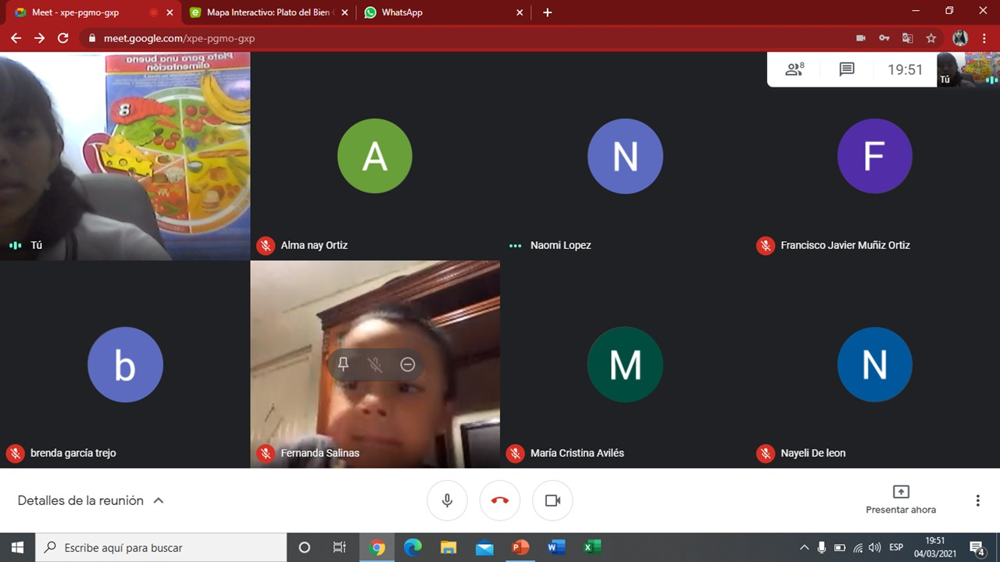 Meet - xpe-pgmo-gxp
Mapa Interactivo: Plato del Bien
WhatsApp
meet.google.com/xpe-pgmo-gxp
Plato para una buena
alimentación
8
8
19:51
Tú
Tú
A
Alma nay Ortiz
N
Naomi Lopez
F
Francisco Javier Muñiz Ortiz
b
brenda garcía trejo
Fernanda Salinas
M
María Cristina Avilés
N
Nayeli De leon
Detalles de la reunión
Presentar ahora
Escribe aquí para buscar
ESP
19:51
04/03/2021
4